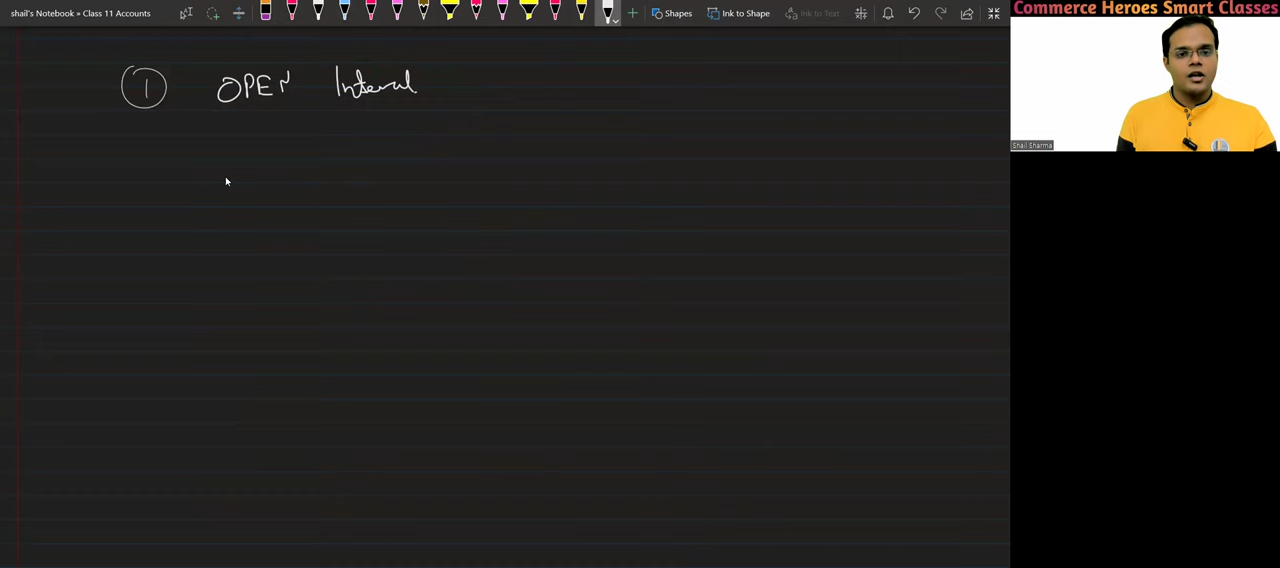 shail's Notebook » Class 11 Accounts
Shapes
Ink to Shape
Ink to Text
Commerce Heroes Smart Classes
Shail Sharma
1 OPEN Interval